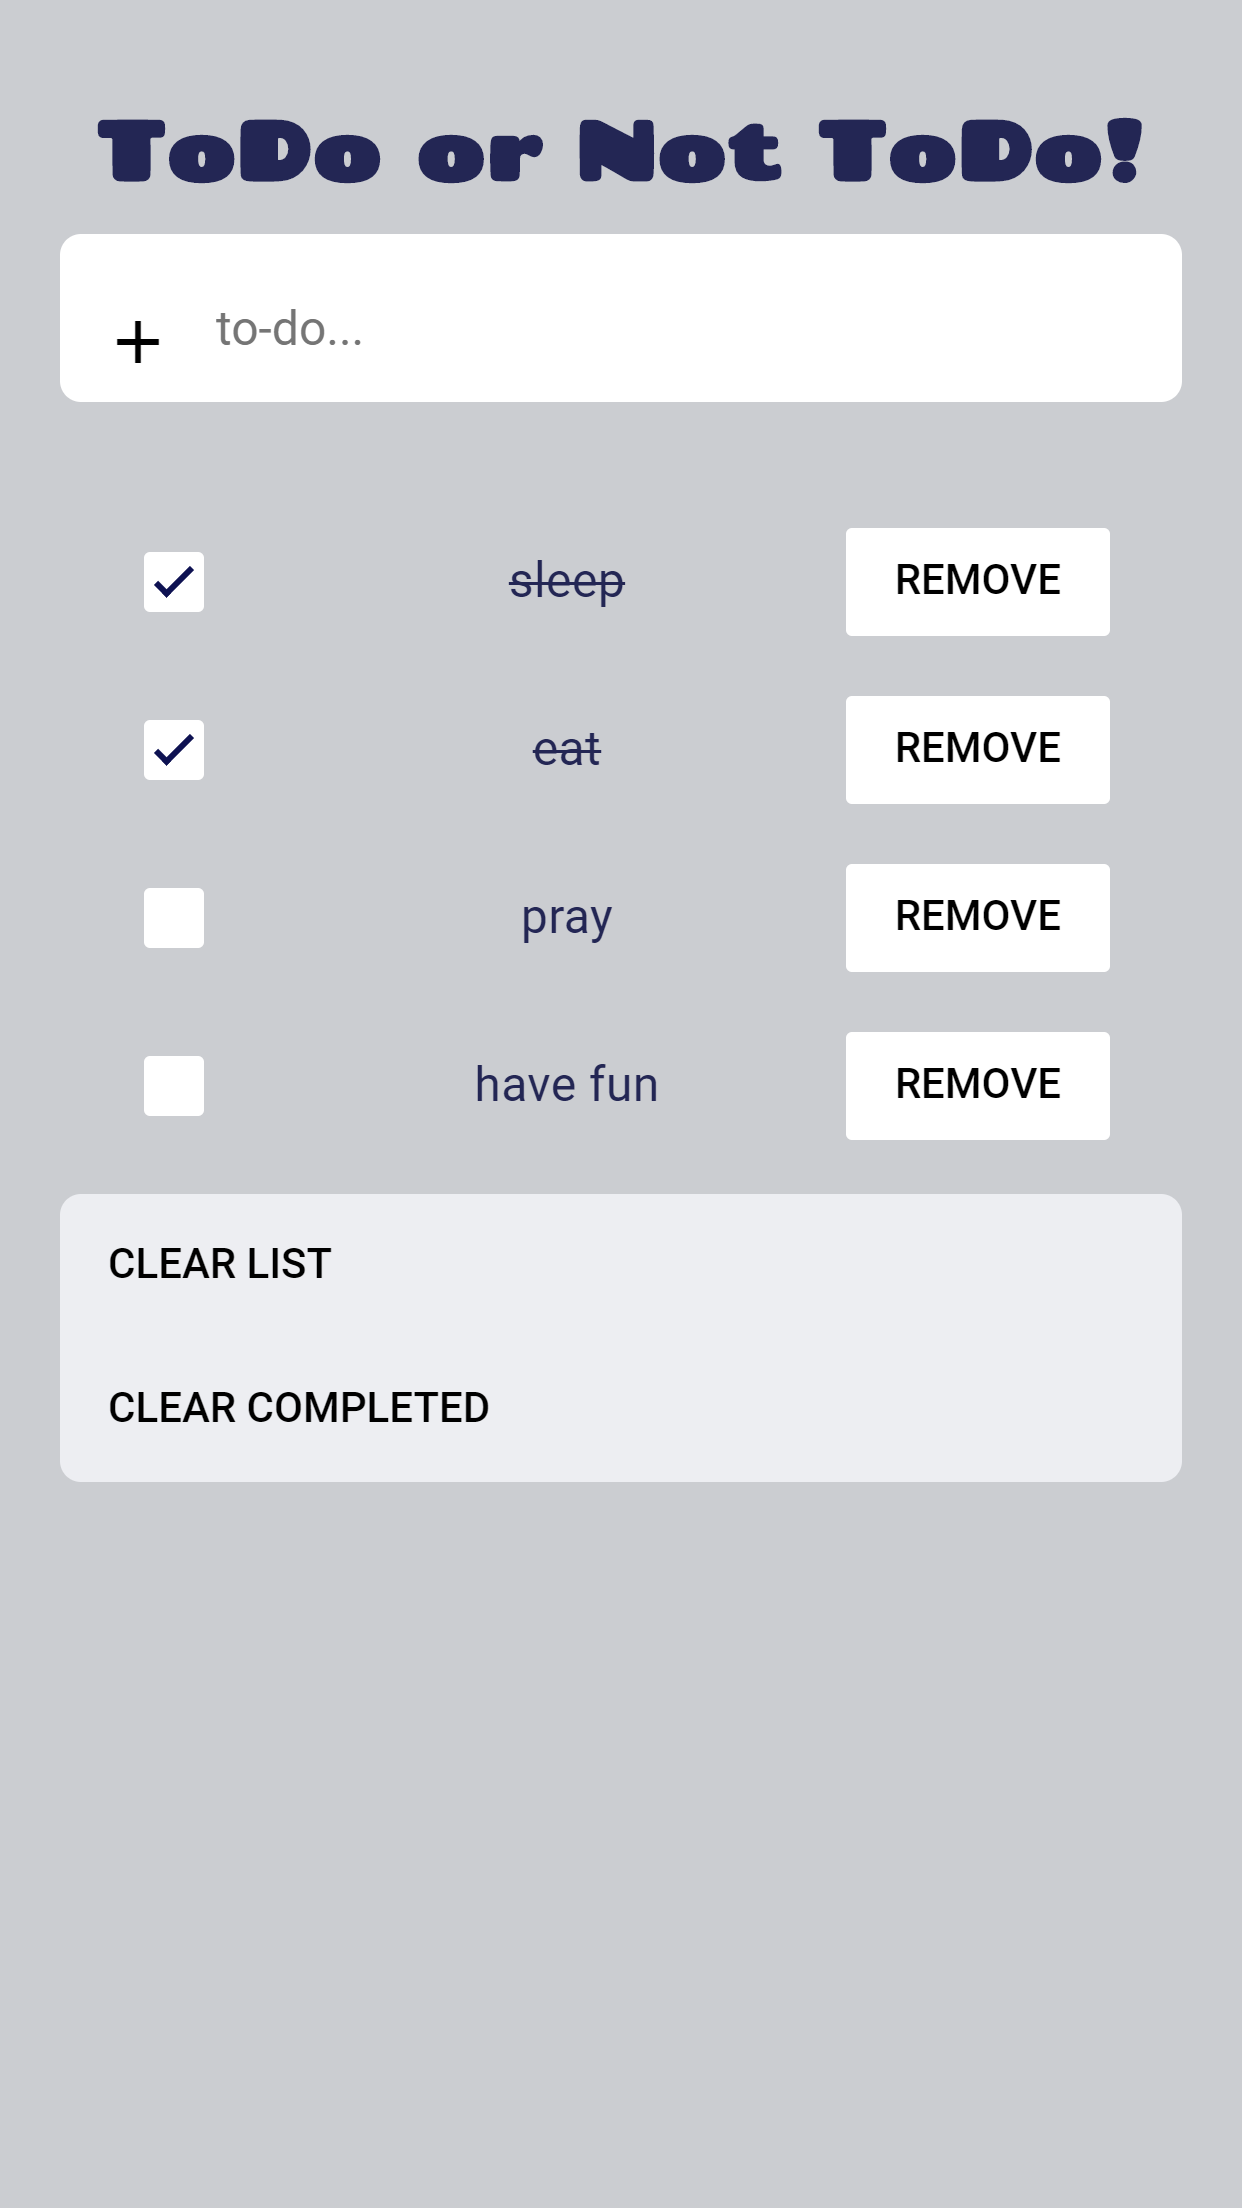 ToDo or Not ToDo!
to-do...
sleep REMOVE
eat REMOVE
pray REMOVE
have fun REMOVE
CLEAR LIST
CLEAR COMPLETED